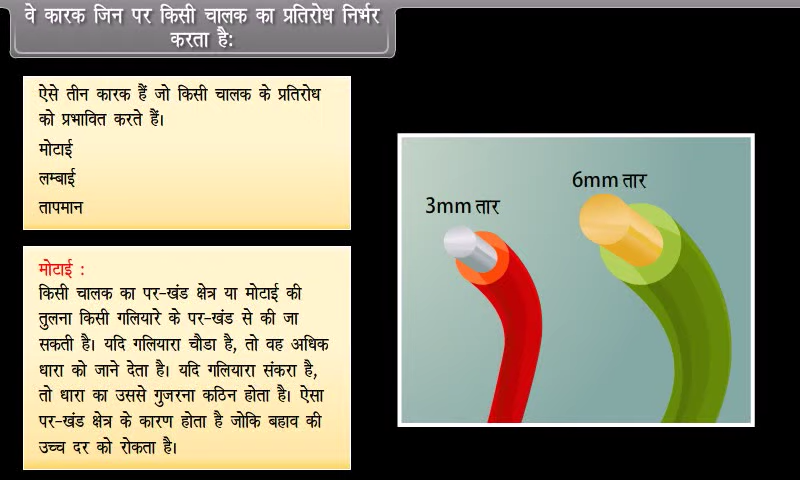 वे कारक जिन पर किसी चालक का प्रतिरोध निर्भर
करता है:
ऐसे तीन कारक हैं जो किसी चालक के प्रतिरोध
को प्रभावित करते हैं।
मोटाई
लम्बाई
तापमान
मोटाई :
किसी चालक का पर-खंड क्षेत्र या मोटाई की
तुलना किसी गलियारे के पर-खंड से की जा
सकती है। यदि गलियारा चौडा है, तो वह अधिक
धारा को जाने देता है। यदि गलियारा संकरा है,
तो धारा का उससे गुजरना कठिन होता है। ऐसा
पर-खंड क्षेत्र के कारण होता है जोकि बहाव की
उच्च दर को रोकता है।
3mm तार
6mm तार